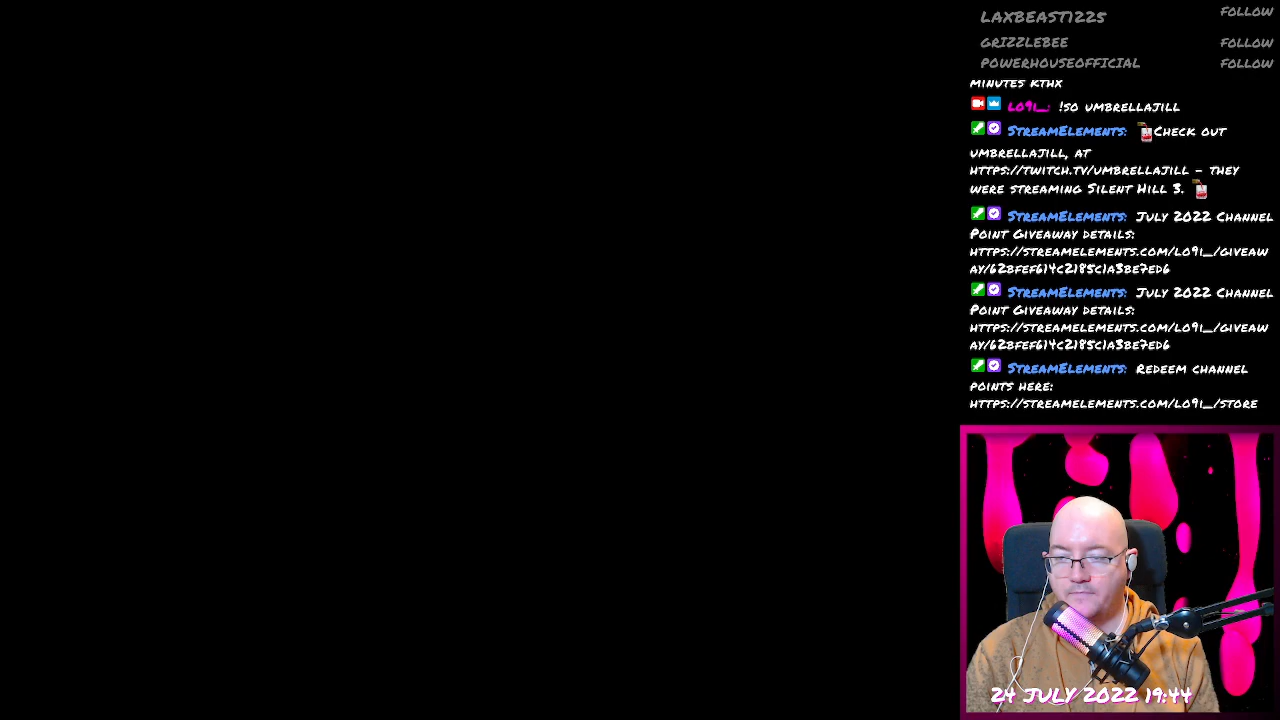 LAXBEAST1225 FOLLOW
GRIZZLEBEE FOLLOW
POWERHOUSEOFFICIAL FOLLOW
MINUTES KTHX
LO9I_: !SO UMBRELLAJILL
STREAMELEMENTS: CHECK OUT
UMBRELLAJILL, AT
HTTPS://TWITCH.TV/UMBRELLAJILL - THEY
WERE STREAMING SILENT HILL 3.
STREAMELEMENTS: JULY 2022 CHANNEL
POINT GIVEAWAY DETAILS:
HTTPS://STREAMELEMENTS.COM/LO9I_/GIVEAW
AY/62BFEF614C2185C1A3BE7ED6
STREAMELEMENTS: JULY 2022 CHANNEL
POINT GIVEAWAY DETAILS:
HTTPS://STREAMELEMENTS.COM/LO9I_/GIVEAW
AY/62BFEF614C2185C1A3BE7ED6
STREAMELEMENTS: REDEEM CHANNEL
POINTS HERE:
HTTPS://STREAMELEMENTS.COM/LO9I_/STORE
24 JULY 2022 19:44